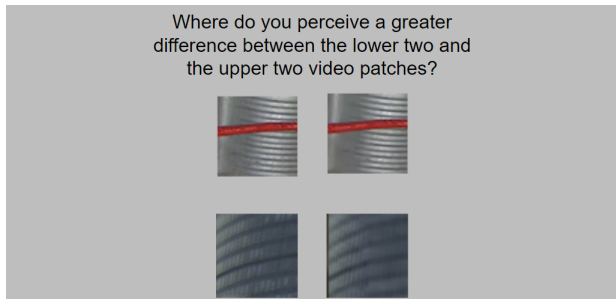 Where do you perceive a greater
difference between the lower two and
the upper two video patches?